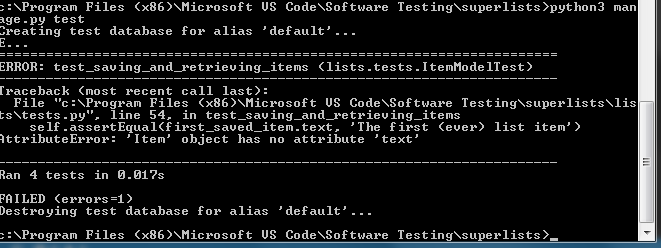 c:\Program Files (x86)\Microsoft VS Code\Software Testing\superlists>python3 man
age.py test
Creating test database for alias 'default'...
E...
======================================================================
ERROR: test_saving_and_retrieving_items (lists.tests.ItemModelTest)
----------------------------------------------------------------------
Traceback (most recent call last):
  File "c:\Program Files (x86)\Microsoft VS Code\Software Testing\superlists\lis
ts\tests.py", line 54, in test_saving_and_retrieving_items
    self.assertEqual(first_saved_item.text, 'The first (ever) list item')
AttributeError: 'Item' object has no attribute 'text'
----------------------------------------------------------------------
Ran 4 tests in 0.017s
FAILED (errors=1)
Destroying test database for alias 'default'...
c:\Program Files (x86)\Microsoft VS Code\Software Testing\superlists>_